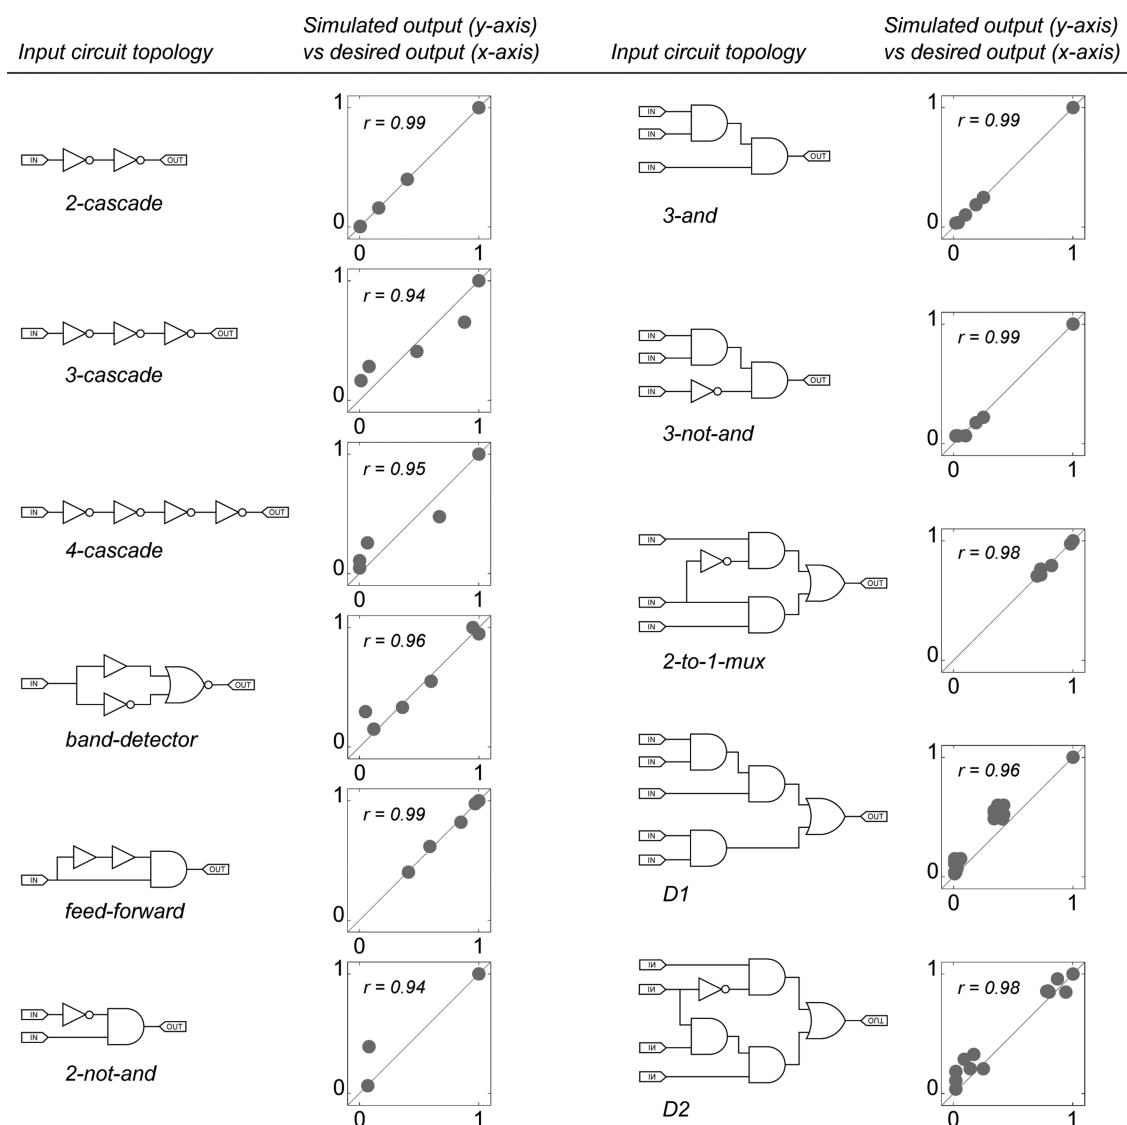 Simulated output (y-axis)
Input circuit topology vs desired output (x-axis)
Simulated output (y-axis)
Input circuit topology vs desired output (x-axis)
IN OUT
2-cascade
1
r = 0.99
0
0 1
IN OUT
3-cascade
1
r = 0.94
0
0 1
IN OUT
4-cascade
1
r = 0.95
0
0 1
IN OUT
band-detector
1
r = 0.96
0
0 1
IN OUT
feed-forward
1
r = 0.99
0
0 1
IN
IN OUT
2-not-and
1
r = 0.94
0
0 1
IN
IN
IN OUT
3-and
1
r = 0.99
0
0 1
IN
IN
IN OUT
3-not-and
1
r = 0.99
0
0 1
IN
IN
IN OUT
2-to-1-mux
1
r = 0.98
0
0 1
IN
IN
IN
IN
IN OUT
D1
1
r = 0.96
0
0 1
IN
IN
IN
IN OUT
D2
1
r = 0.98
0
0 1